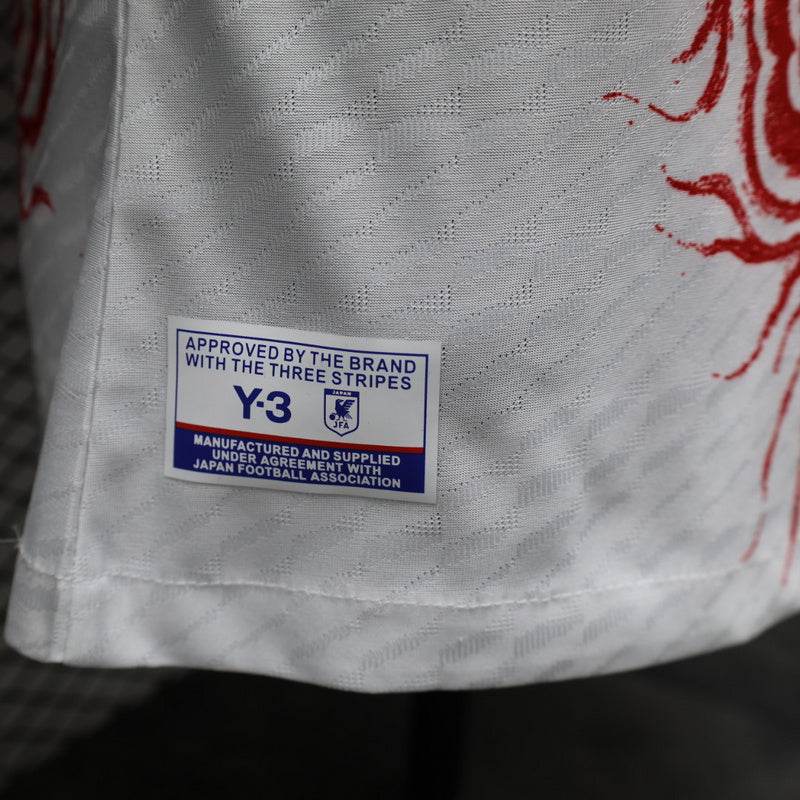 APPROVED BY THE BRAND
WITH THE THREE STRIPES
Y-3
JAPAN
JFA
MANUFACTURED AND SUPPLIED
UNDER AGREEMENT WITH
JAPAN FOOTBALL ASSOCIATION